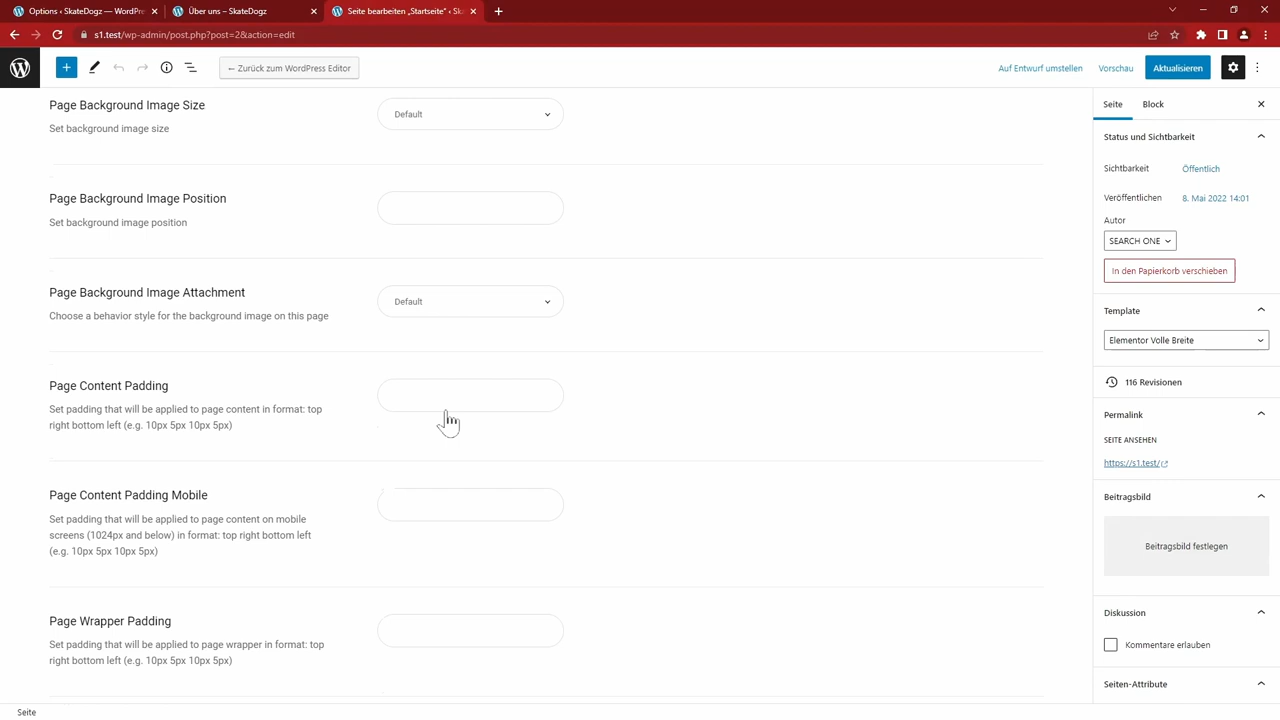 Options ‹ SkateDogz — WordPre
Über uns – SkateDogz
Seite bearbeiten „Startseite" ‹ Sk
s1.test/wp-admin/post.php?post=2&action=edit
← Zurück zum WordPress Editor
Auf Entwurf umstellen
Vorschau
Aktualisieren
Page Background Image Size
Set background image size
Default
Page Background Image Position
Set background image position
Page Background Image Attachment
Choose a behavior style for the background image on this page
Default
Page Content Padding
Set padding that will be applied to page content in format: top
right bottom left (e.g. 10px 5px 10px 5px)
Page Content Padding Mobile
Set padding that will be applied to page content on mobile
screens (1024px and below) in format: top right bottom left
(e.g. 10px 5px 10px 5px)
Page Wrapper Padding
Set padding that will be applied to page wrapper in format: top
right bottom left (e.g. 10px 5px 10px 5px)
Seite
Block
Status und Sichtbarkeit
Sichtbarkeit
Öffentlich
Veröffentlichen
8. Mai 2022 14:01
Autor
SEARCH ONE
In den Papierkorb verschieben
Template
Elementor Volle Breite
116 Revisionen
Permalink
SEITE ANSEHEN
https://s1.test/
Beitragsbild
Beitragsbild festlegen
Diskussion
Kommentare erlauben
Seiten-Attribute
Seite